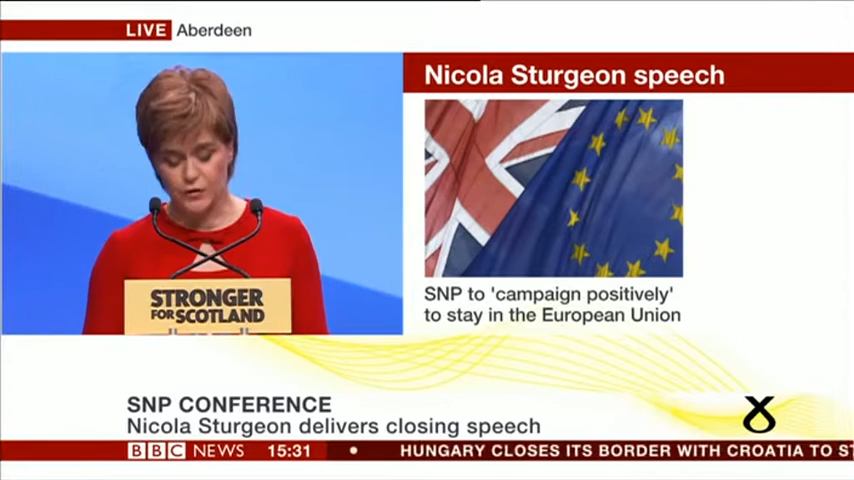 LIVE Aberdeen
Nicola Sturgeon speech
STRONGER
FOR SCOTLAND
SNP to 'campaign positively'
to stay in the European Union
SNP CONFERENCE
Nicola Sturgeon delivers closing speech
BBC NEWS 15:31 • HUNGARY CLOSES ITS BORDER WITH CROATIA TO